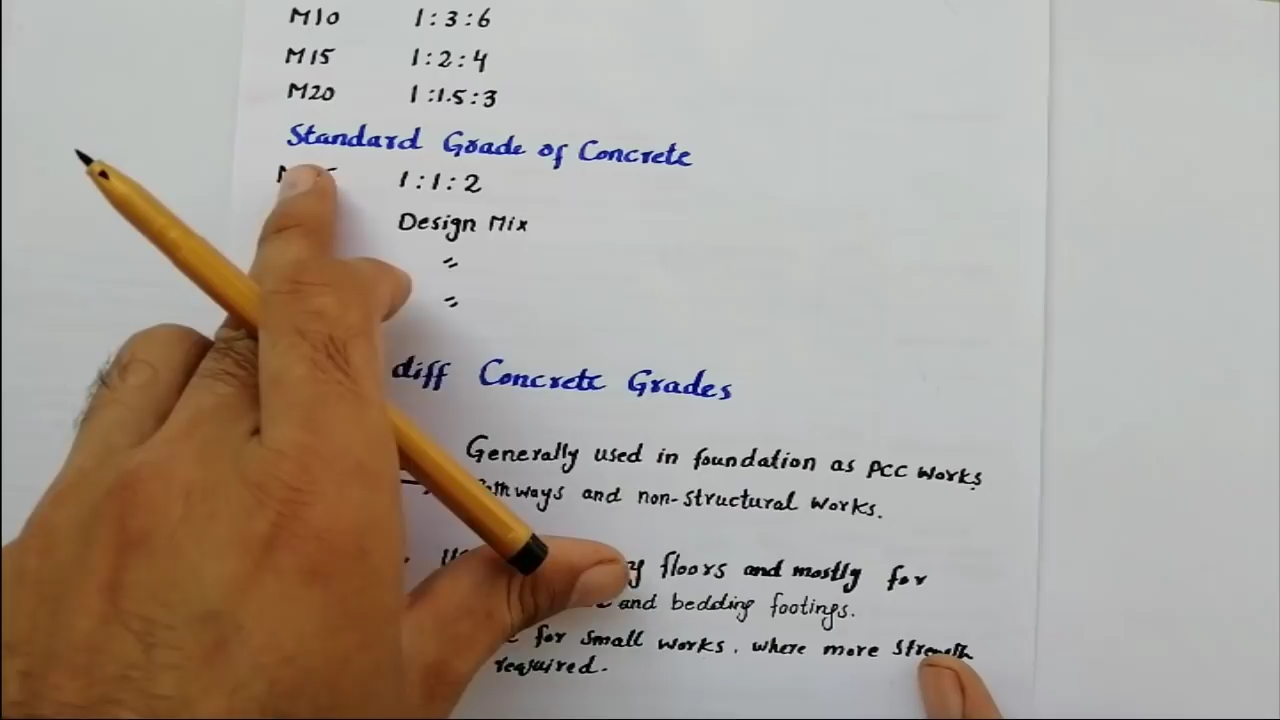 M10 1 : 3 : 6
M15 1 : 2 : 4
M20 1 : 1.5 : 3
Standard Grade of Concrete
1 : 1 : 2
Design Mix
〃
〃
diff Concrete Grades
Generally used in foundation as PCC works
and non-structural works.
floors and mostly for
and bedding footings.
for small works, where more strength
required.